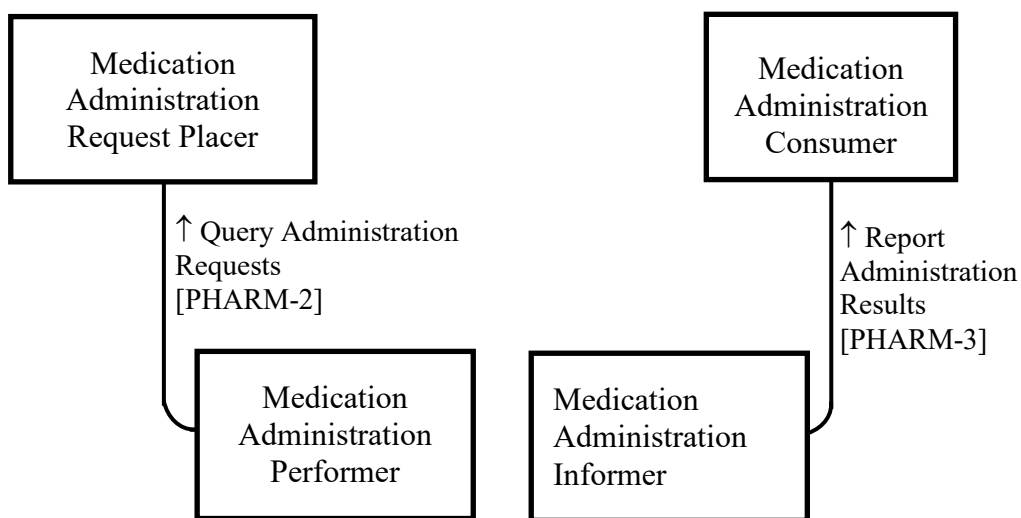 Medication
Administration
Request Placer
Medication
Administration
Consumer
↑ Query Administration
Requests
[PHARM-2]
↑ Report
Administration
Results
[PHARM-3]
Medication
Administration
Performer
Medication
Administration
Informer